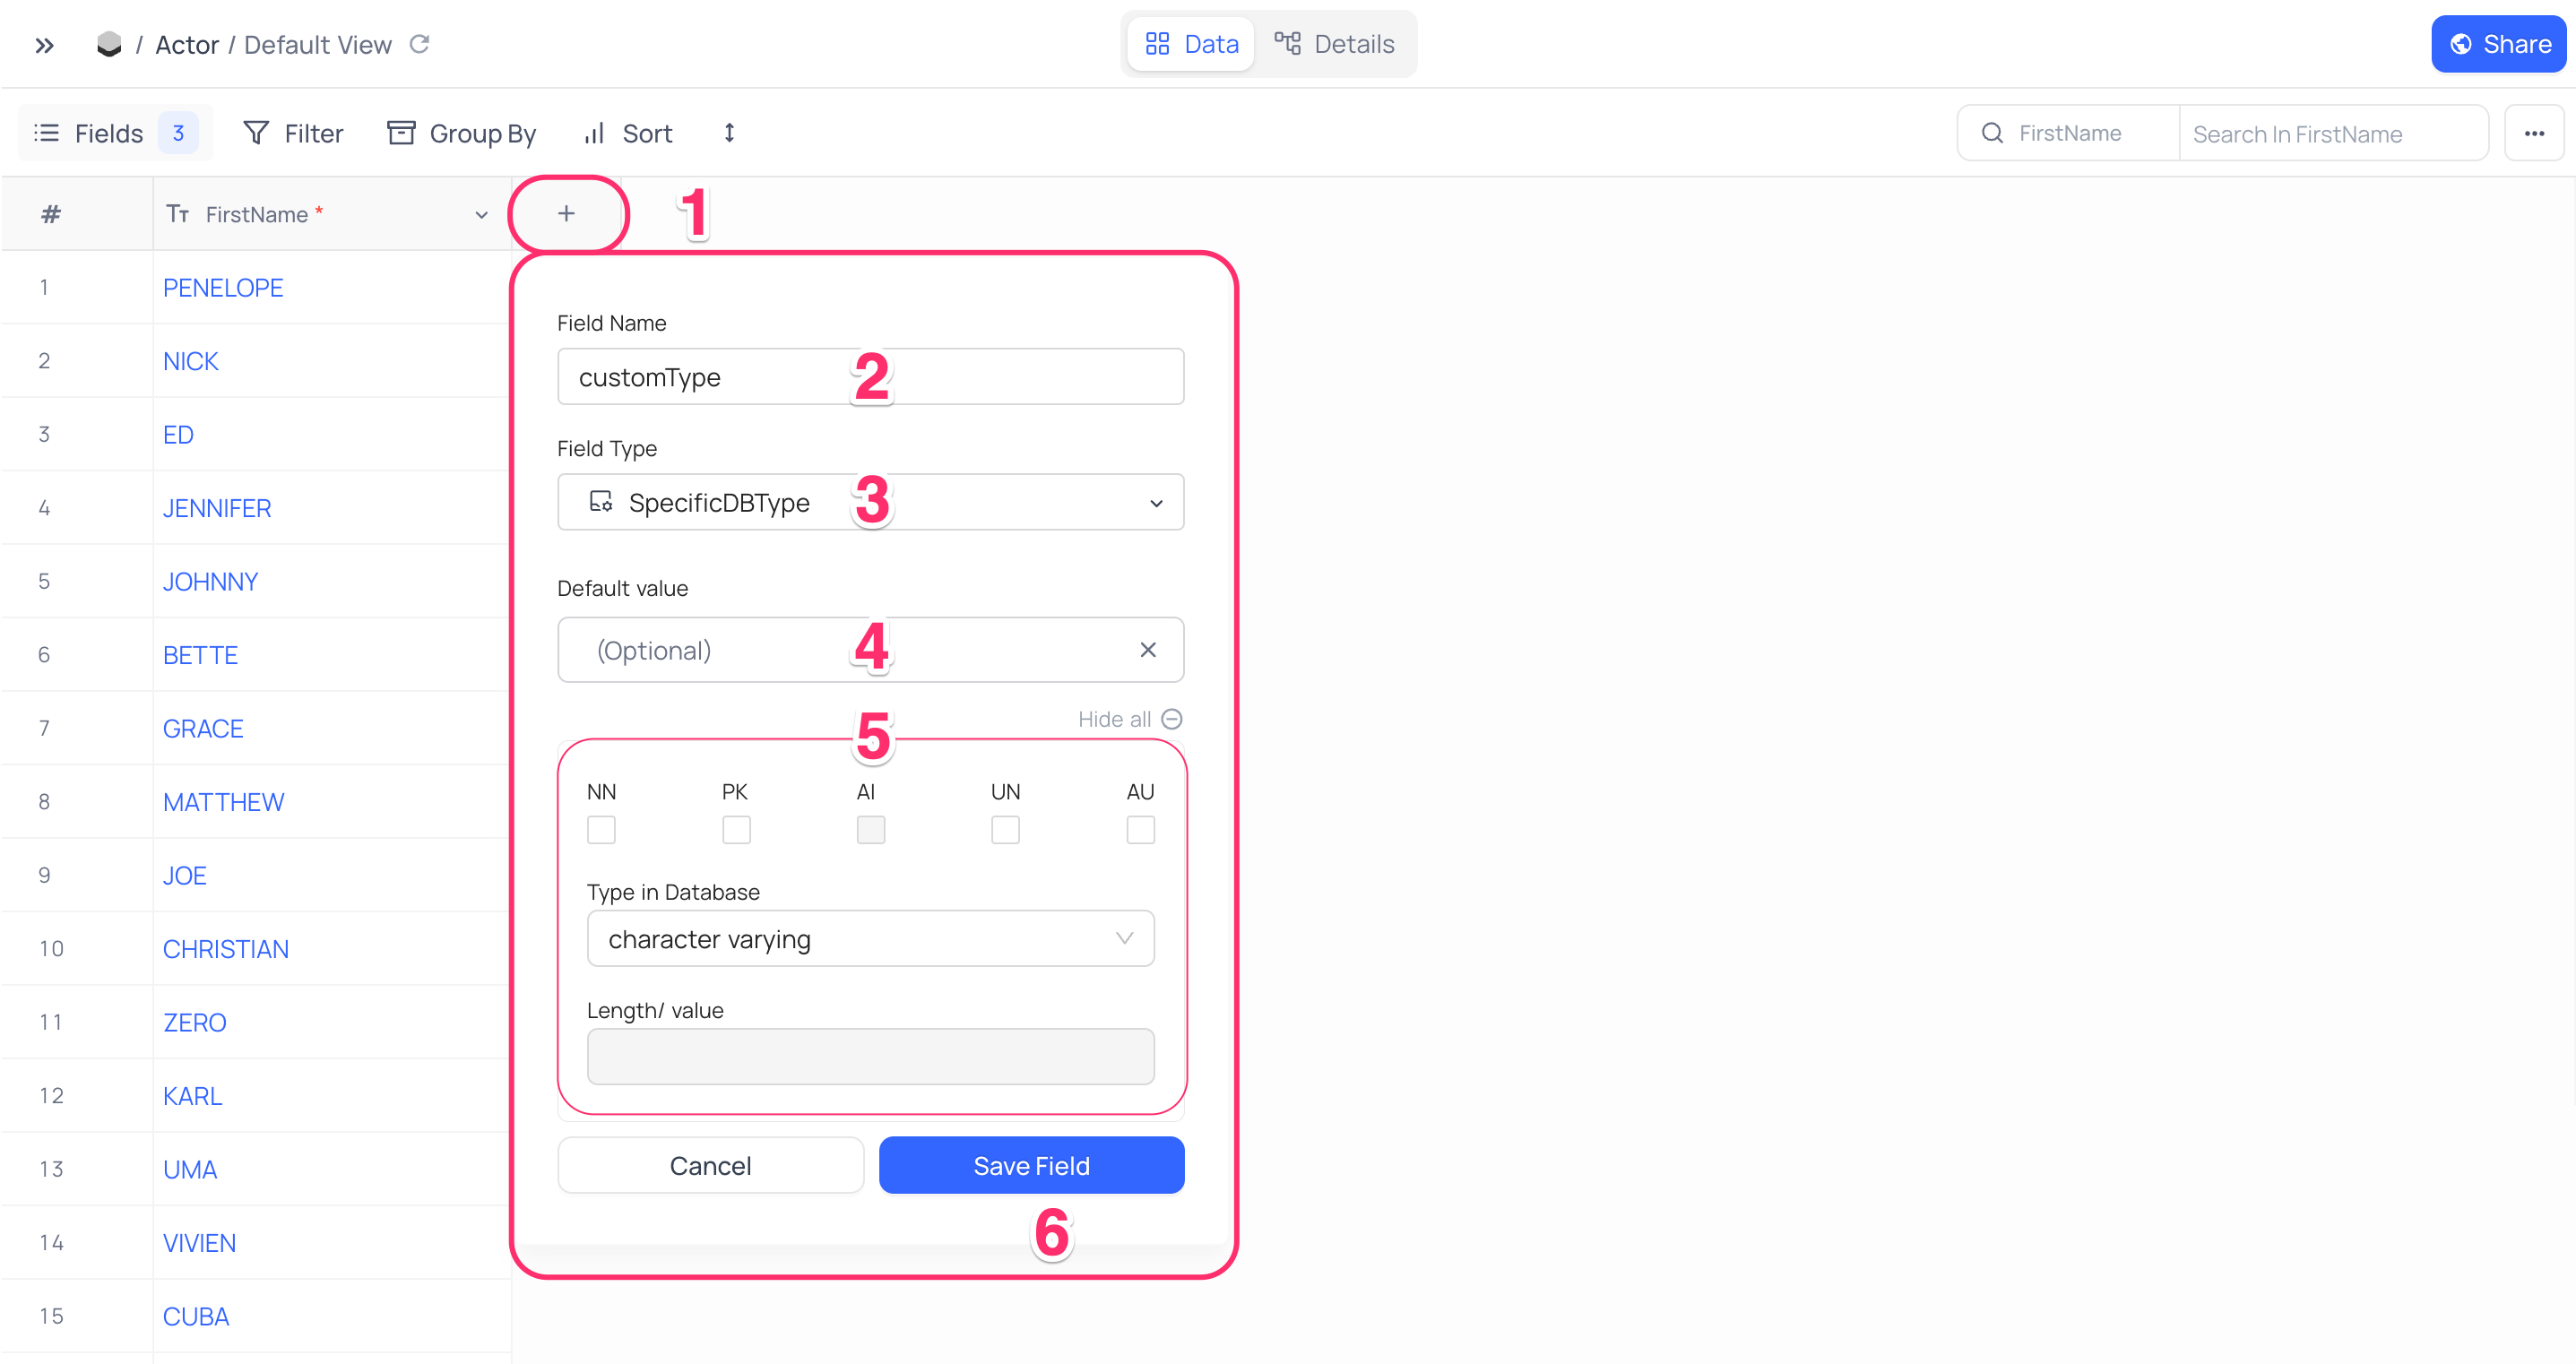 / Actor / Default View
Data
Details
Share
Fields 3
Filter
Group By
Sort
FirstName
Search In FirstName
# FirstName * + 1
1 PENELOPE
2 NICK
3 ED
4 JENNIFER
5 JOHNNY
6 BETTE
7 GRACE
8 MATTHEW
9 JOE
10 CHRISTIAN
11 ZERO
12 KARL
13 UMA
14 VIVIEN
15 CUBA
Field Name
customType 2
Field Type
SpecificDBType 3
Default value
(Optional) 4
Hide all
5
NN PK AI UN AU
Type in Database
character varying
Length/ value
Cancel
Save Field
6